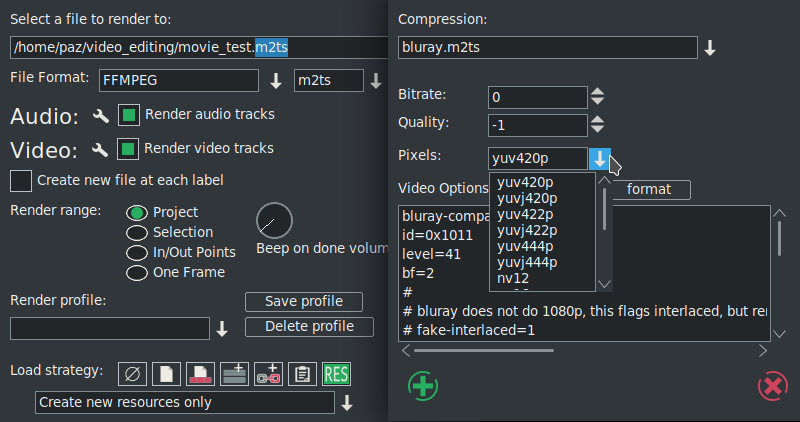 Select a file to render to:
/home/paz/video_editing/movie_test.m2ts
File Format: FFMPEG m2ts
Audio: Render audio tracks
Video: Render video tracks
Create new file at each label
Render range: Project
Selection
In/Out Points
One Frame
Beep on done volum
Render profile: Save profile
Delete profile
Load strategy: RES
Create new resources only
Compression:
bluray.m2ts
Bitrate: 0
Quality: -1
Pixels: yuv420p
yuv420p
yuvj420p
yuv422p
yuvj422p
yuv444p
yuvj444p
nv12
Video Options format
bluray-compa
id=0x1011
level=41
bf=2
#
# bluray does not do 1080p, this flags interlaced, but ren
# fake-interlaced=1